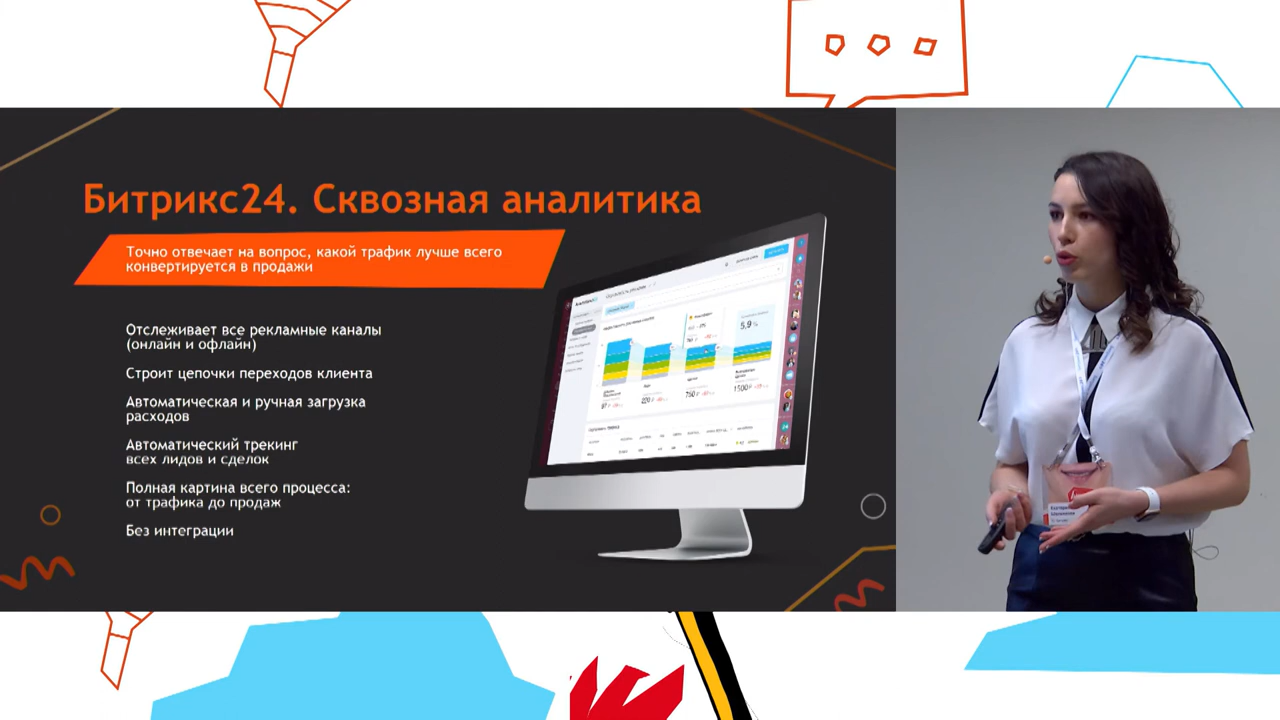 Битрикс24. Сквозная аналитика
Точно отвечает на вопрос, какой трафик лучше всего
конвертируется в продажи
Отслеживает все рекламные каналы
(онлайн и офлайн)
Строит цепочки переходов клиента
Автоматическая и ручная загрузка
расходов
Автоматический трекинг
всех лидов и сделок
Полная картина всего процесса:
от трафика до продаж
Без интеграции
5,9 %